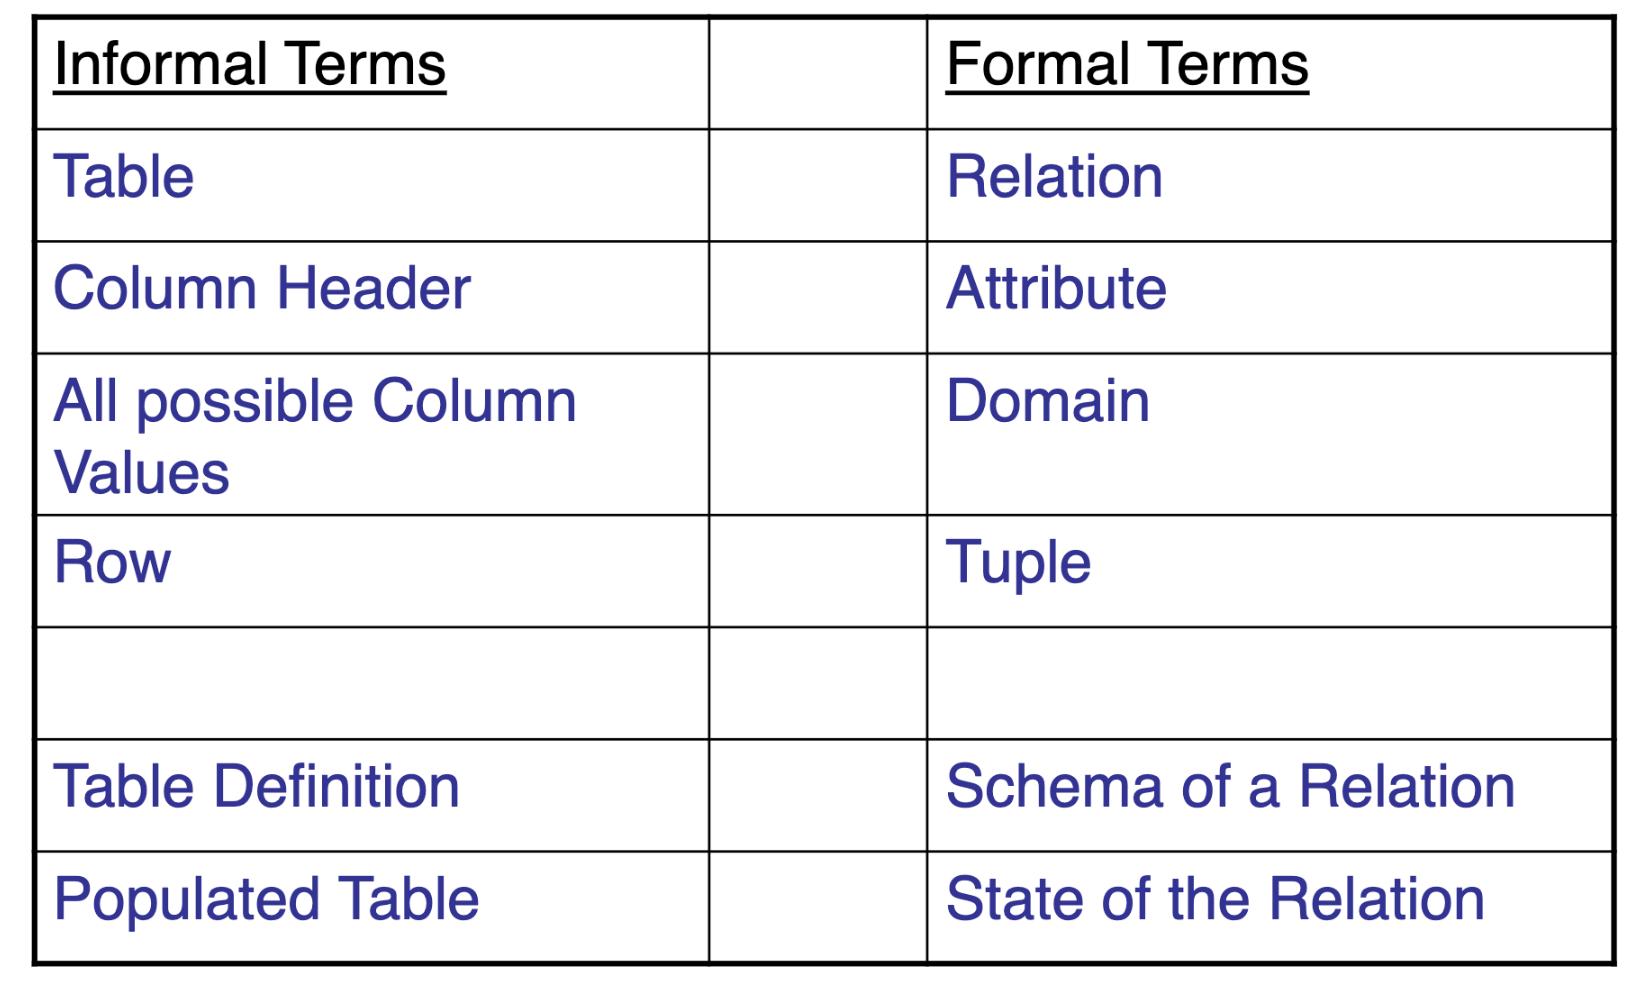 Informal Terms
Formal Terms
Table
Relation
Column Header
Attribute
All possible Column
Values
Domain
Row
Tuple
Table Definition
Schema of a Relation
Populated Table
State of the Relation